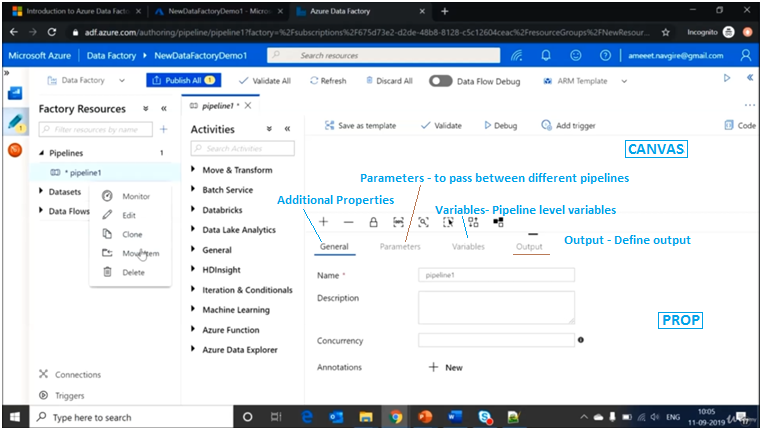 Introduction to Azure Data Facto
NewDataFactoryDemo1 - Micros
Azure Data Factory
adf.azure.com/authoring/pipeline/pipeline1?factory=%2Fsubscriptions%2F675d73e2-d2de-48b8-8128-c5c12604ceac%2FresourceGroups%2FNewResour...
Incognito
Microsoft Azure
Data Factory
NewDataFactoryDemo1
Search resources
ameeet.navgire@gmail.com
Data Factory
Publish All 1
Validate All
Refresh
Discard All
Data Flow Debug
ARM Template
Factory Resources
Filter resources by name
Pipelines 1
* pipeline1
Datasets
Data Flows
Monitor
Edit
Clone
Move Item
Delete
Connections
Triggers
pipeline1 *
Activities
Search Activities
Move & Transform
Batch Service
Databricks
Data Lake Analytics
General
HDInsight
Iteration & Conditionals
Machine Learning
Azure Function
Azure Data Explorer
Save as template
Validate
Debug
Add trigger
Code
CANVAS
Parameters - to pass between different pipelines
Additional Properties
Variables- Pipeline level variables
Output - Define output
General
Parameters
Variables
Output
Name *
pipeline1
Description
PROP
Concurrency
Annotations
New
Type here to search
ENG
10:05
11-09-2019
17